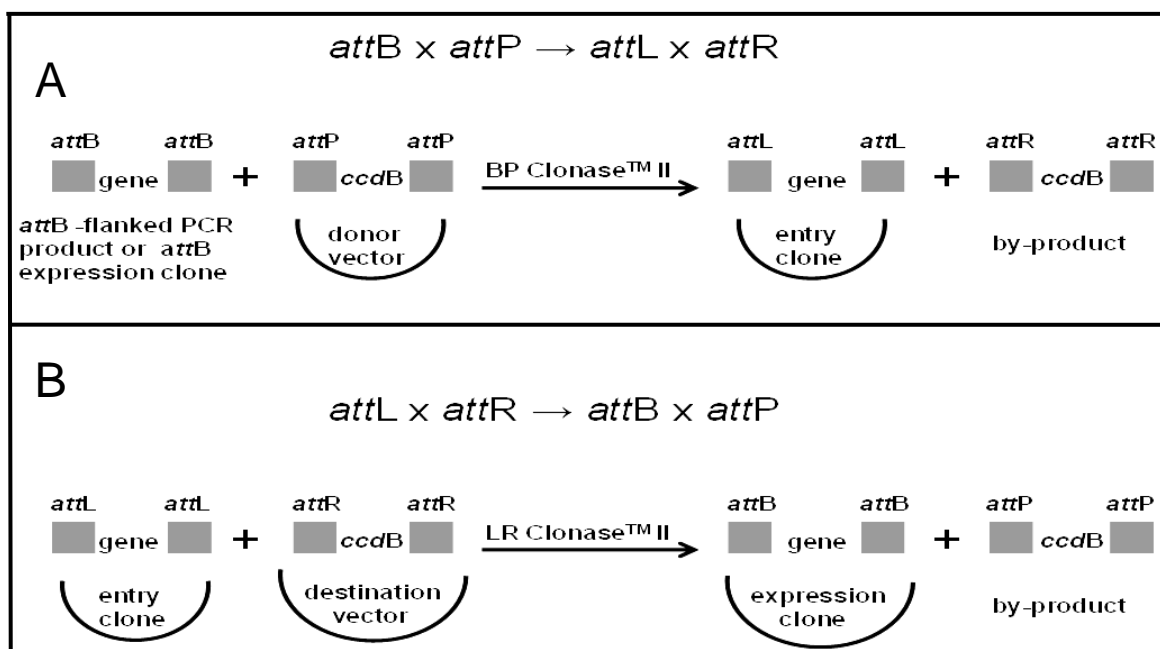 A
attB x attP → attL x attR
attB attB attP attP attL attL attR attR
gene + ccdB BP Clonase™ II gene + ccdB
attB -flanked PCR
product or attB
expression clone
donor
vector
entry
clone
by-product
B
attL x attR → attB x attP
attL attL attR attR attB attB attP attP
gene + ccdB LR Clonase™ II gene + ccdB
entry
clone
destination
vector
expression
clone
by-product